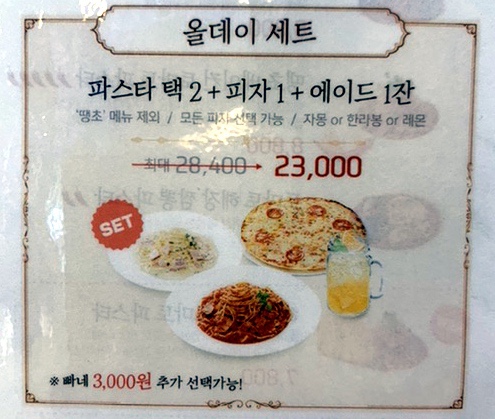 올데이 세트
파스타 택 2 + 피자 1 + 에이드 1잔
'땡초' 메뉴 제외 / 모든 피자 선택 가능 / 자몽 or 한라봉 or 레몬
최대 28,400 → 23,000
SET
※ 빠네 3,000원 추가 선택가능!